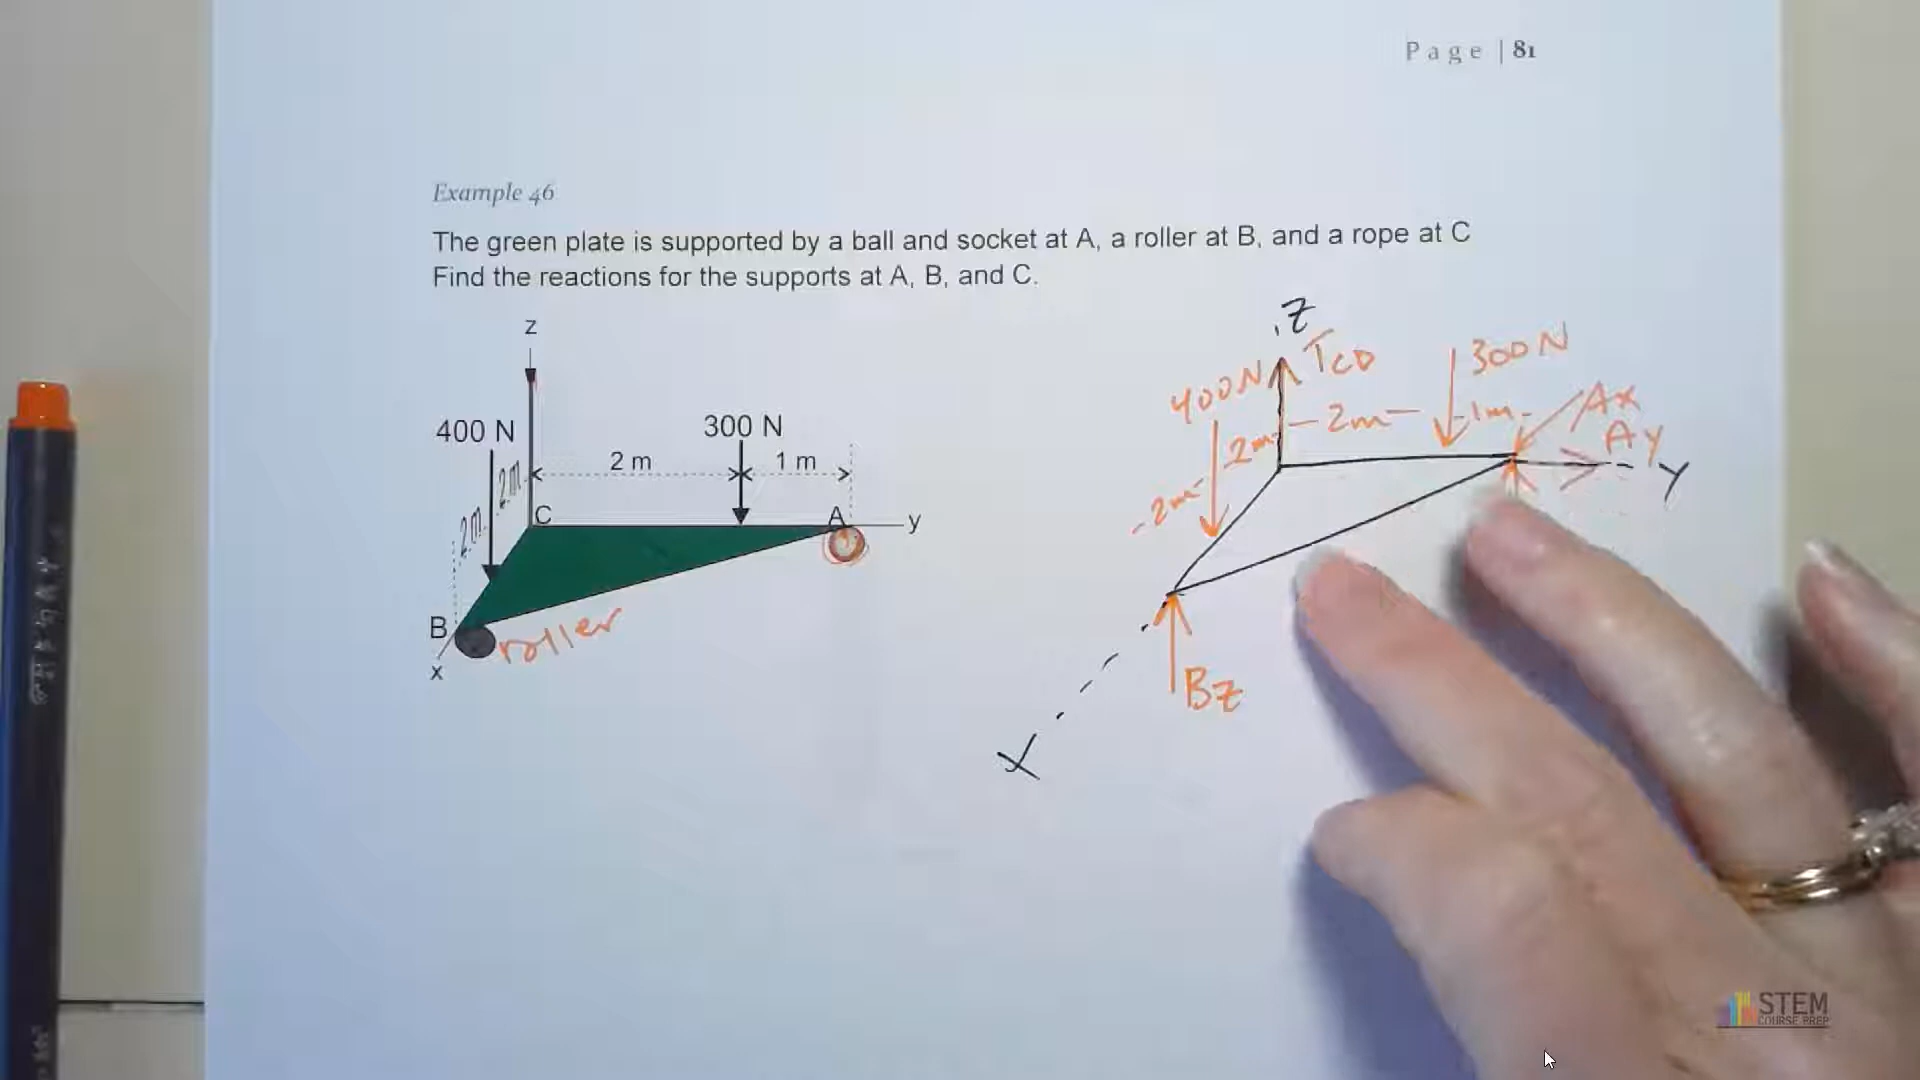 Page | 81
Example 46
The green plate is supported by a ball and socket at A, a roller at B, and a rope at C
Find the reactions for the supports at A, B, and C.
z
400 N
300 N
2 m
1 m
2m
2m
C
A
y
B
x
roller
Z
TCD
400N
300N
2m
2m
1m
2m
Ax
Ay
Y
Bz
X
STEM
COURSE PREP